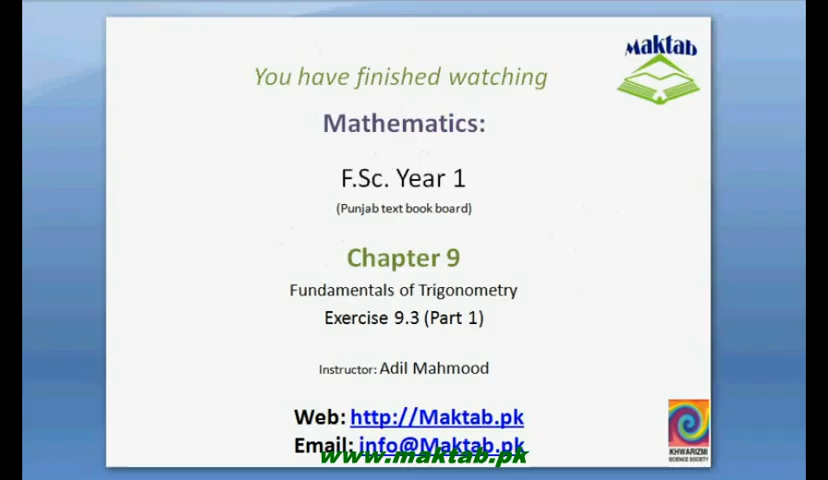 Maktab
You have finished watching
Mathematics:
F.Sc. Year 1
(Punjab text book board)
Chapter 9
Fundamentals of Trigonometry
Exercise 9.3 (Part 1)
Instructor: Adil Mahmood
Web: http://Maktab.pk
Email: info@Maktab.pk
www.maktab.pk
KHWARIZMI
SCIENCE SOCIETY